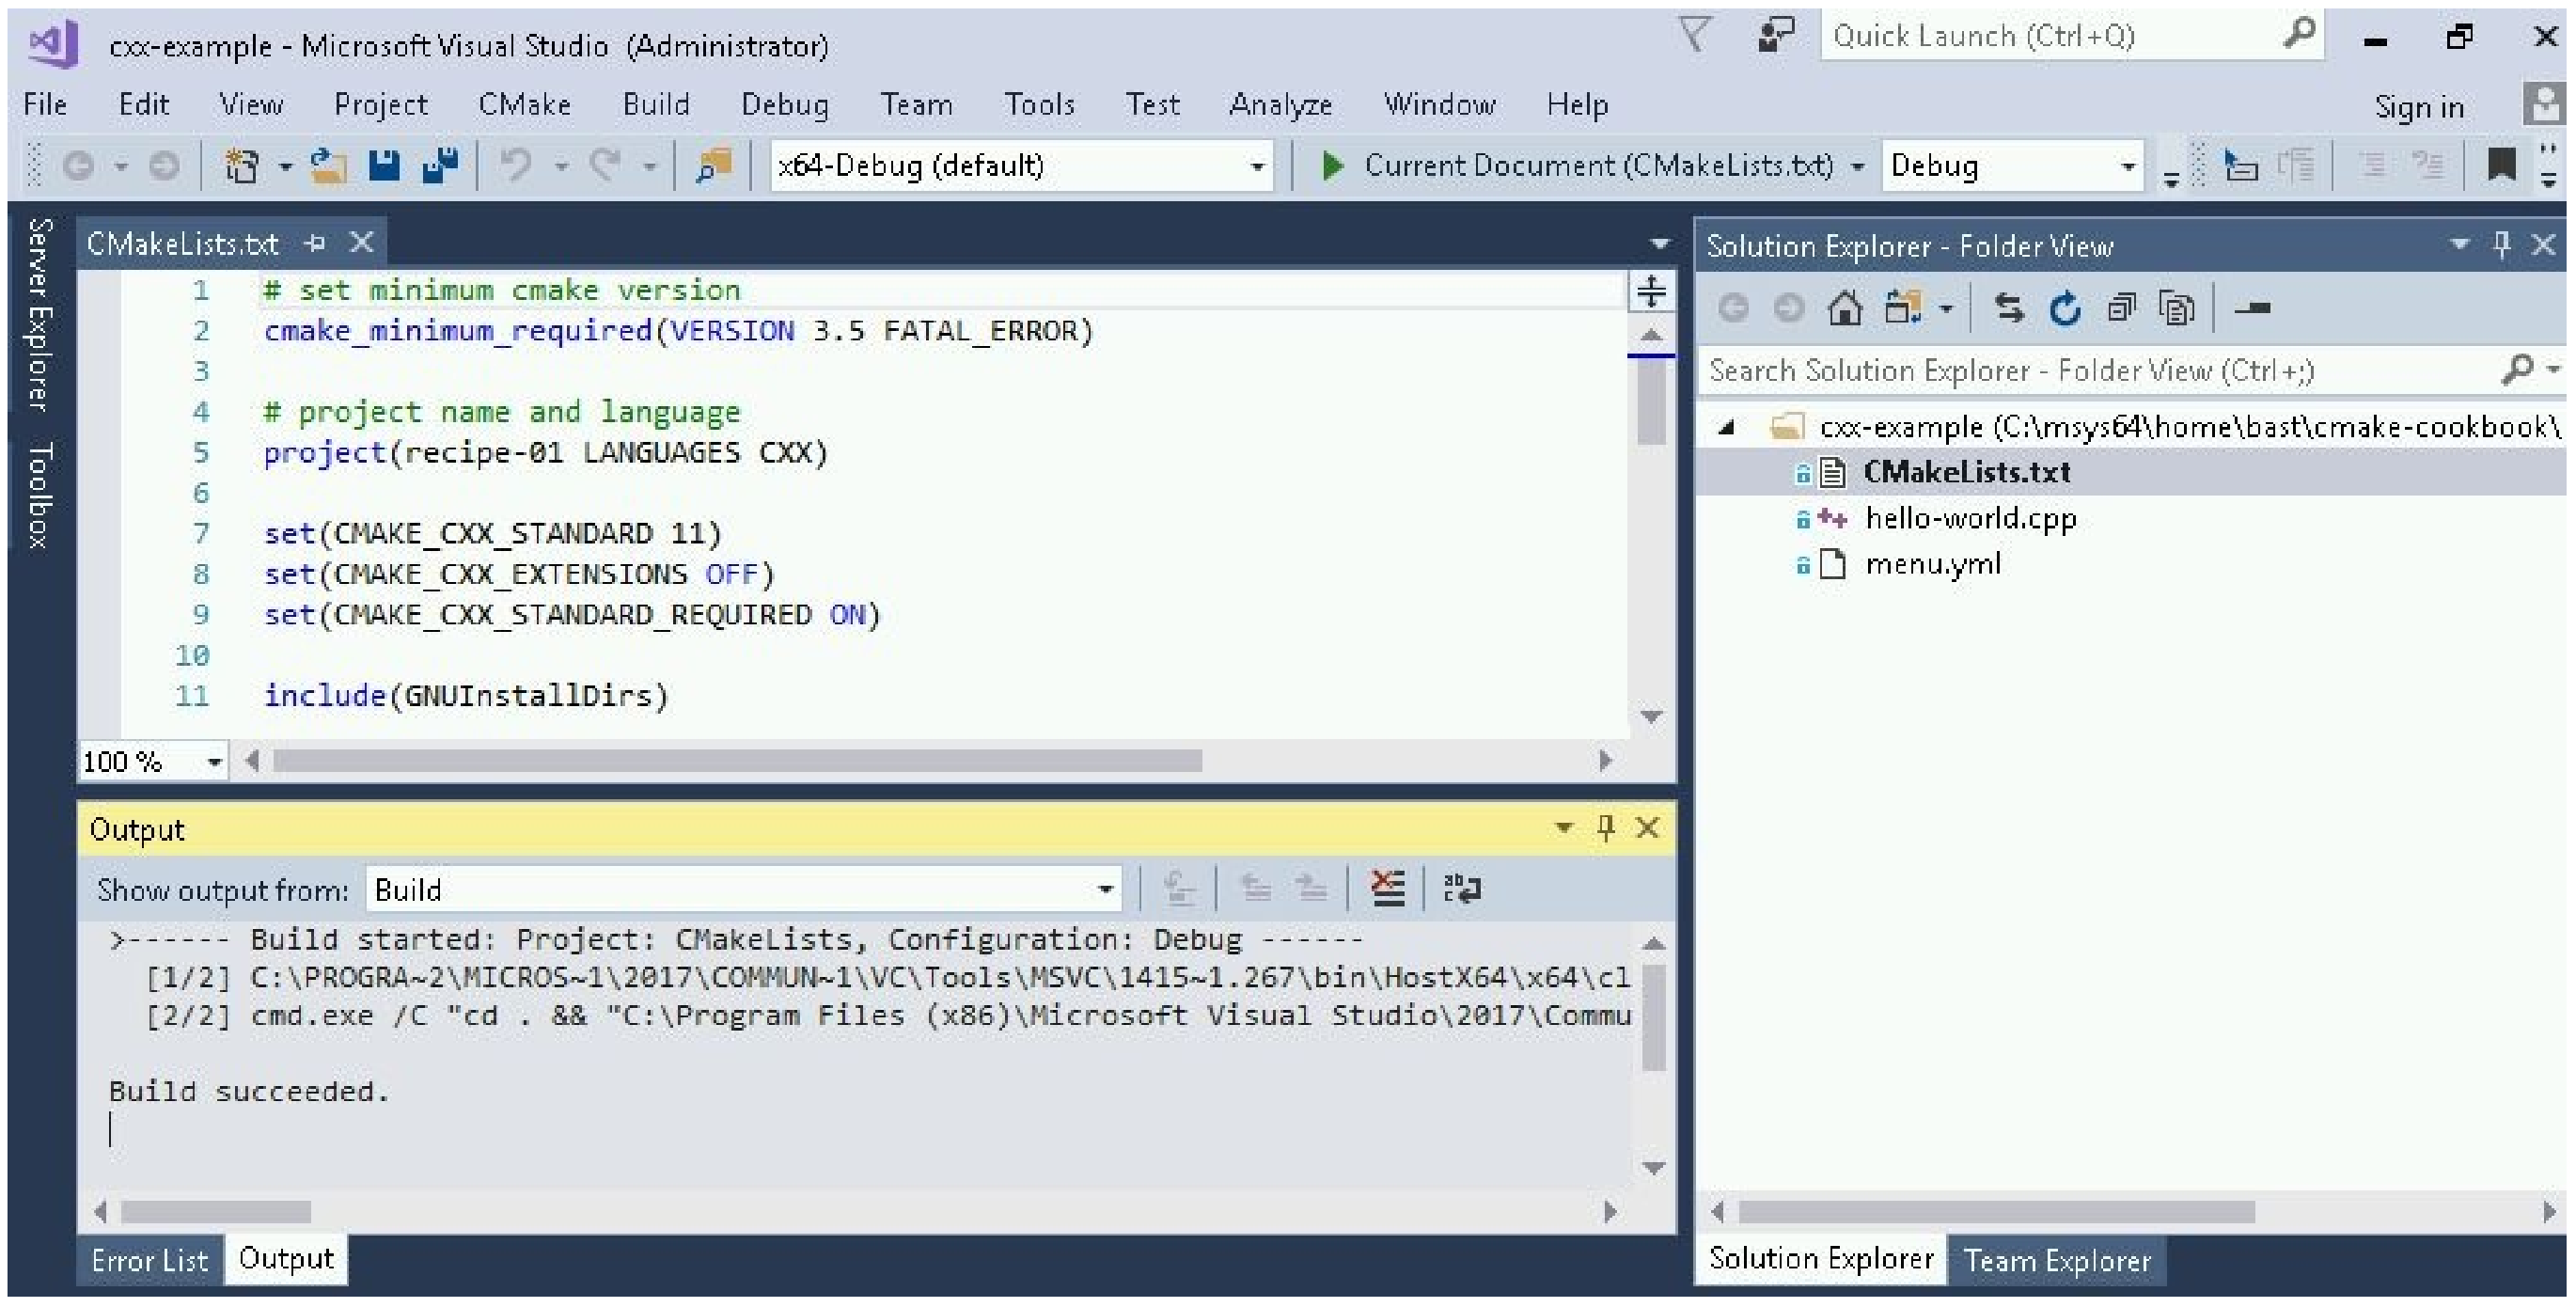 cxx-example - Microsoft Visual Studio (Administrator)
Quick Launch (Ctrl+Q)
File Edit View Project CMake Build Debug Team Tools Test Analyze Window Help
Sign in
x64-Debug (default)
Current Document (CMakeLists.txt)
Debug
Server Explorer
Toolbox
CMakeLists.txt
1 # set minimum cmake version
2 cmake_minimum_required(VERSION 3.5 FATAL_ERROR)
3
4 # project name and language
5 project(recipe-01 LANGUAGES CXX)
6
7 set(CMAKE_CXX_STANDARD 11)
8 set(CMAKE_CXX_EXTENSIONS OFF)
9 set(CMAKE_CXX_STANDARD_REQUIRED ON)
10
11 include(GNUInstallDirs)
100 %
Output
Show output from: Build
>------ Build started: Project: CMakeLists, Configuration: Debug ------
[1/2] C:\PROGRA~2\MICROS~1\2017\COMMUN~1\VC\Tools\MSVC\1415~1.267\bin\HostX64\x64\cl
[2/2] cmd.exe /C "cd . && "C:\Program Files (x86)\Microsoft Visual Studio\2017\Commu
Build succeeded.
Error List Output
Solution Explorer - Folder View
Search Solution Explorer - Folder View (Ctrl+;)
cxx-example (C:\msys64\home\bast\cmake-cookbook\
CMakeLists.txt
hello-world.cpp
menu.yml
Solution Explorer Team Explorer